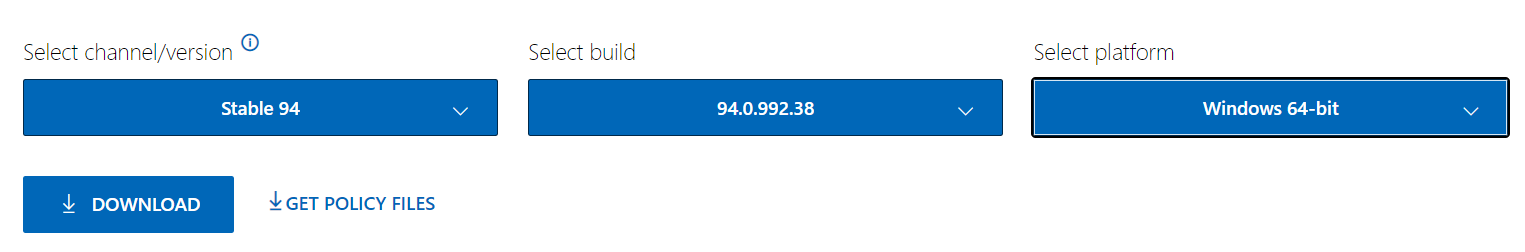 Select channel/version
Select build
Select platform
Stable 94
94.0.992.38
Windows 64-bit
DOWNLOAD
GET POLICY FILES